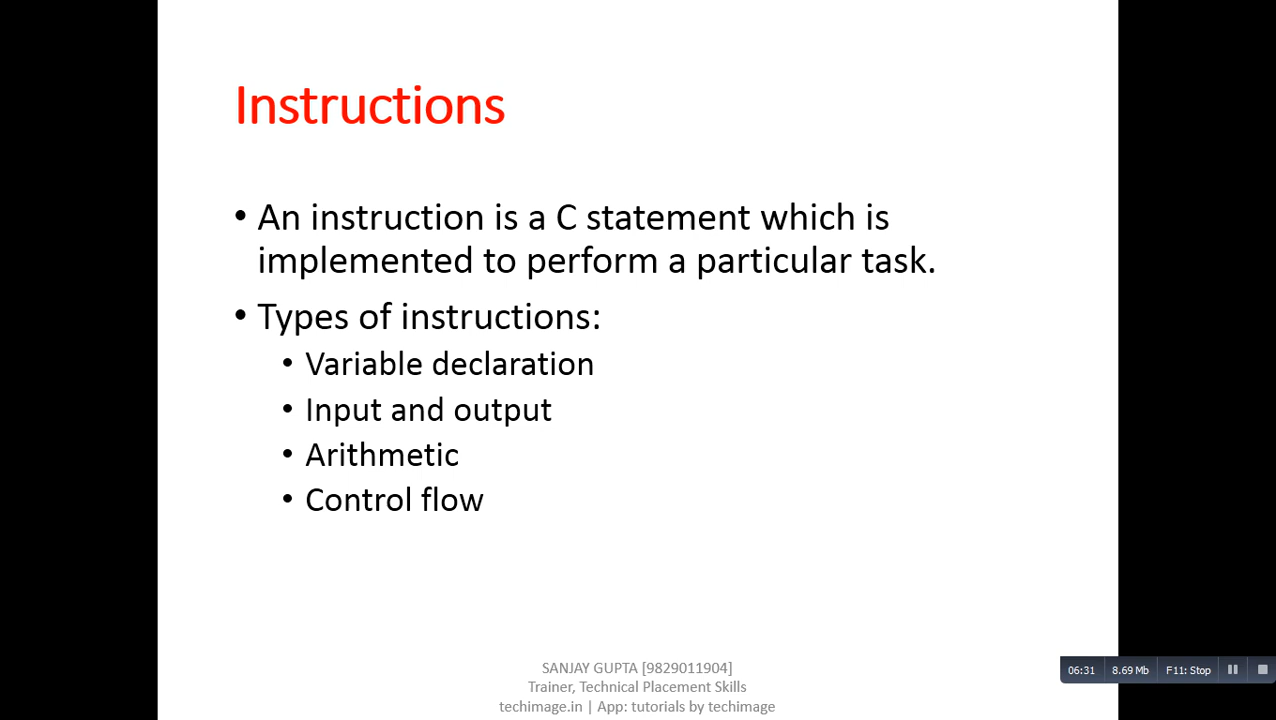 Instructions
• An instruction is a C statement which is
implemented to perform a particular task.
• Types of instructions:
• Variable declaration
• Input and output
• Arithmetic
• Control flow
SANJAY GUPTA [9829011904]
Trainer, Technical Placement Skills
techimage.in | App: tutorials by techimage
06:31 8.69 Mb F11: Stop